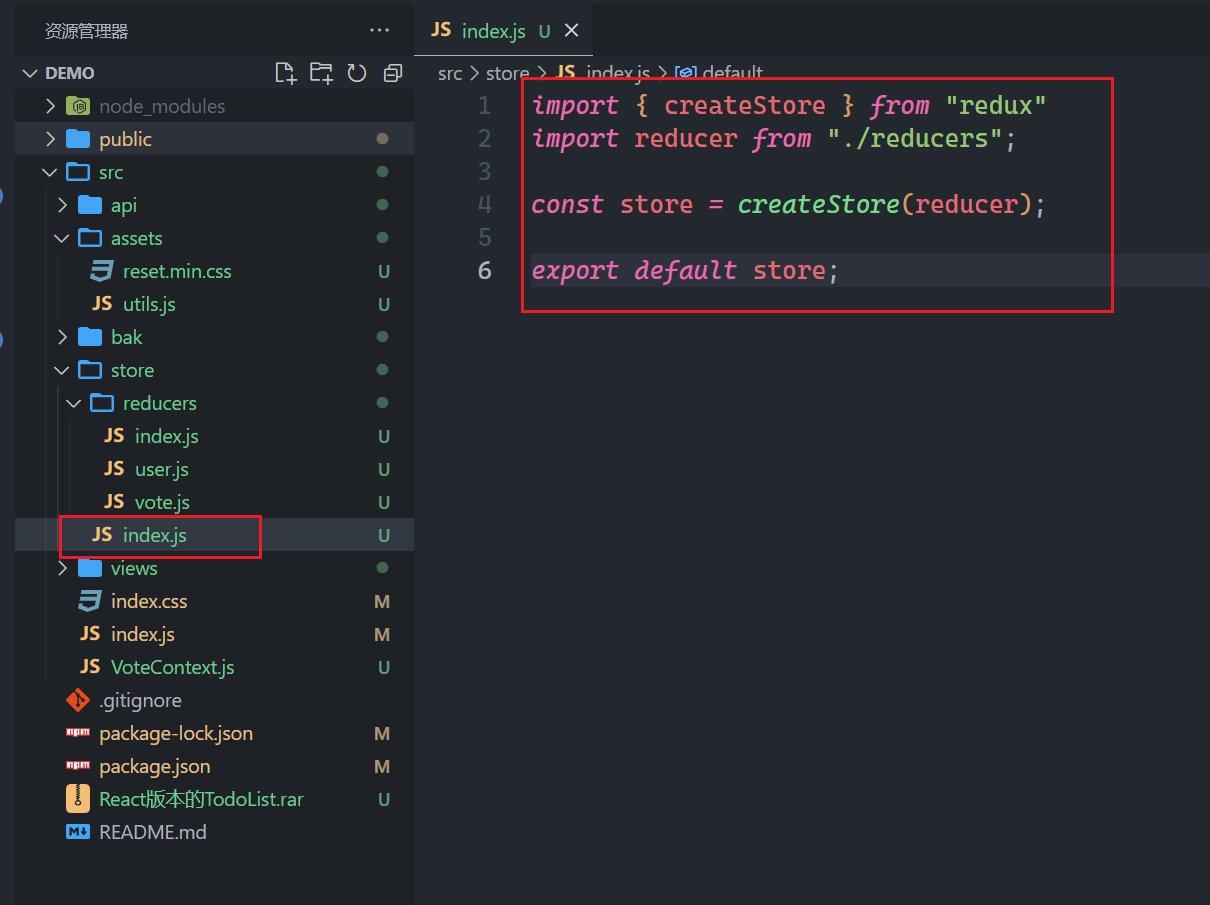 资源管理器 ···
DEMO
node_modules
public
src
api
assets
reset.min.css U
JS utils.js U
bak
store
reducers
JS index.js U
JS user.js U
JS vote.js U
JS index.js U
views
index.css M
JS index.js M
JS VoteContext.js U
.gitignore
package-lock.json M
package.json M
React版本的TodoList.rar U
README.md
JS index.js U
src > store > JS index.js > default
1 import { createStore } from "redux"
2 import reducer from "./reducers";
3
4 const store = createStore(reducer);
5
6 export default store;